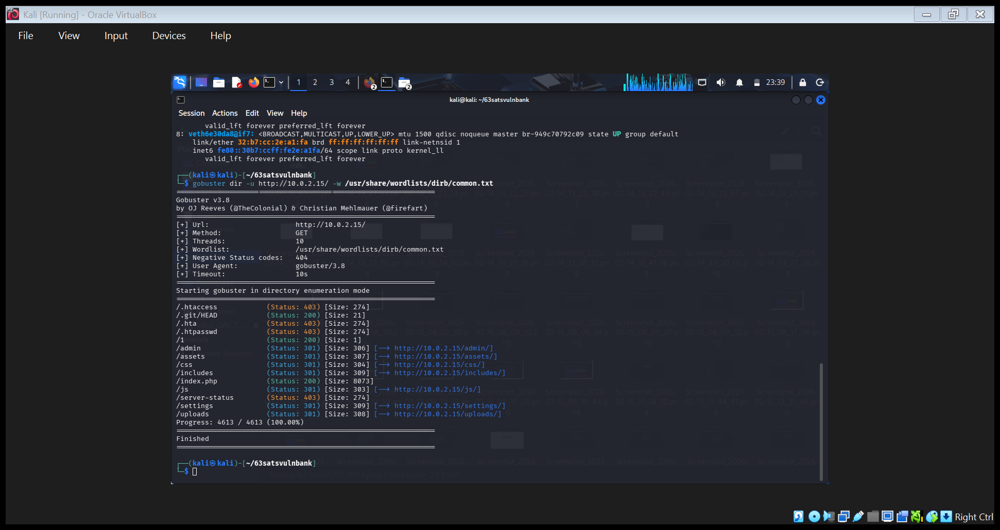 Kali [Running] - Oracle VirtualBox
File View Input Devices Help
1 2 3 4 2 2 23:39
kali@kali: ~/63satsvulnbank
Session Actions Edit View Help
valid_lft forever preferred_lft forever
8: veth6e30da8@if7: <BROADCAST,MULTICAST,UP,LOWER_UP> mtu 1500 qdisc noqueue master br-949c70792c09 state UP group default
link/ether 32:b7:cc:2e:a1:fa brd ff:ff:ff:ff:ff:ff link-netnsid 1
inet6 fe80::30b7:ccff:fe2e:a1fa/64 scope link proto kernel_ll
valid_lft forever preferred_lft forever
┌──(kali㉿kali)-[~/63satsvulnbank]
└─$ gobuster dir -u http://10.0.2.15/ -w /usr/share/wordlists/dirb/common.txt
===============================================================
Gobuster v3.8
by OJ Reeves (@TheColonial) & Christian Mehlmauer (@firefart)
===============================================================
[+] Url: http://10.0.2.15/
[+] Method: GET
[+] Threads: 10
[+] Wordlist: /usr/share/wordlists/dirb/common.txt
[+] Negative Status codes: 404
[+] User Agent: gobuster/3.8
[+] Timeout: 10s
===============================================================
Starting gobuster in directory enumeration mode
===============================================================
/.htaccess (Status: 403) [Size: 274]
/.git/HEAD (Status: 200) [Size: 21]
/.hta (Status: 403) [Size: 274]
/.htpasswd (Status: 403) [Size: 274]
/1 (Status: 200) [Size: 1]
/admin (Status: 301) [Size: 306] [--> http://10.0.2.15/admin/]
/assets (Status: 301) [Size: 307] [--> http://10.0.2.15/assets/]
/css (Status: 301) [Size: 304] [--> http://10.0.2.15/css/]
/includes (Status: 301) [Size: 309] [--> http://10.0.2.15/includes/]
/index.php (Status: 200) [Size: 8073]
/js (Status: 301) [Size: 303] [--> http://10.0.2.15/js/]
/server-status (Status: 403) [Size: 274]
/settings (Status: 301) [Size: 309] [--> http://10.0.2.15/settings/]
/uploads (Status: 301) [Size: 308] [--> http://10.0.2.15/uploads/]
Progress: 4613 / 4613 (100.00%)
===============================================================
Finished
===============================================================
┌──(kali㉿kali)-[~/63satsvulnbank]
└─$
Right Ctrl